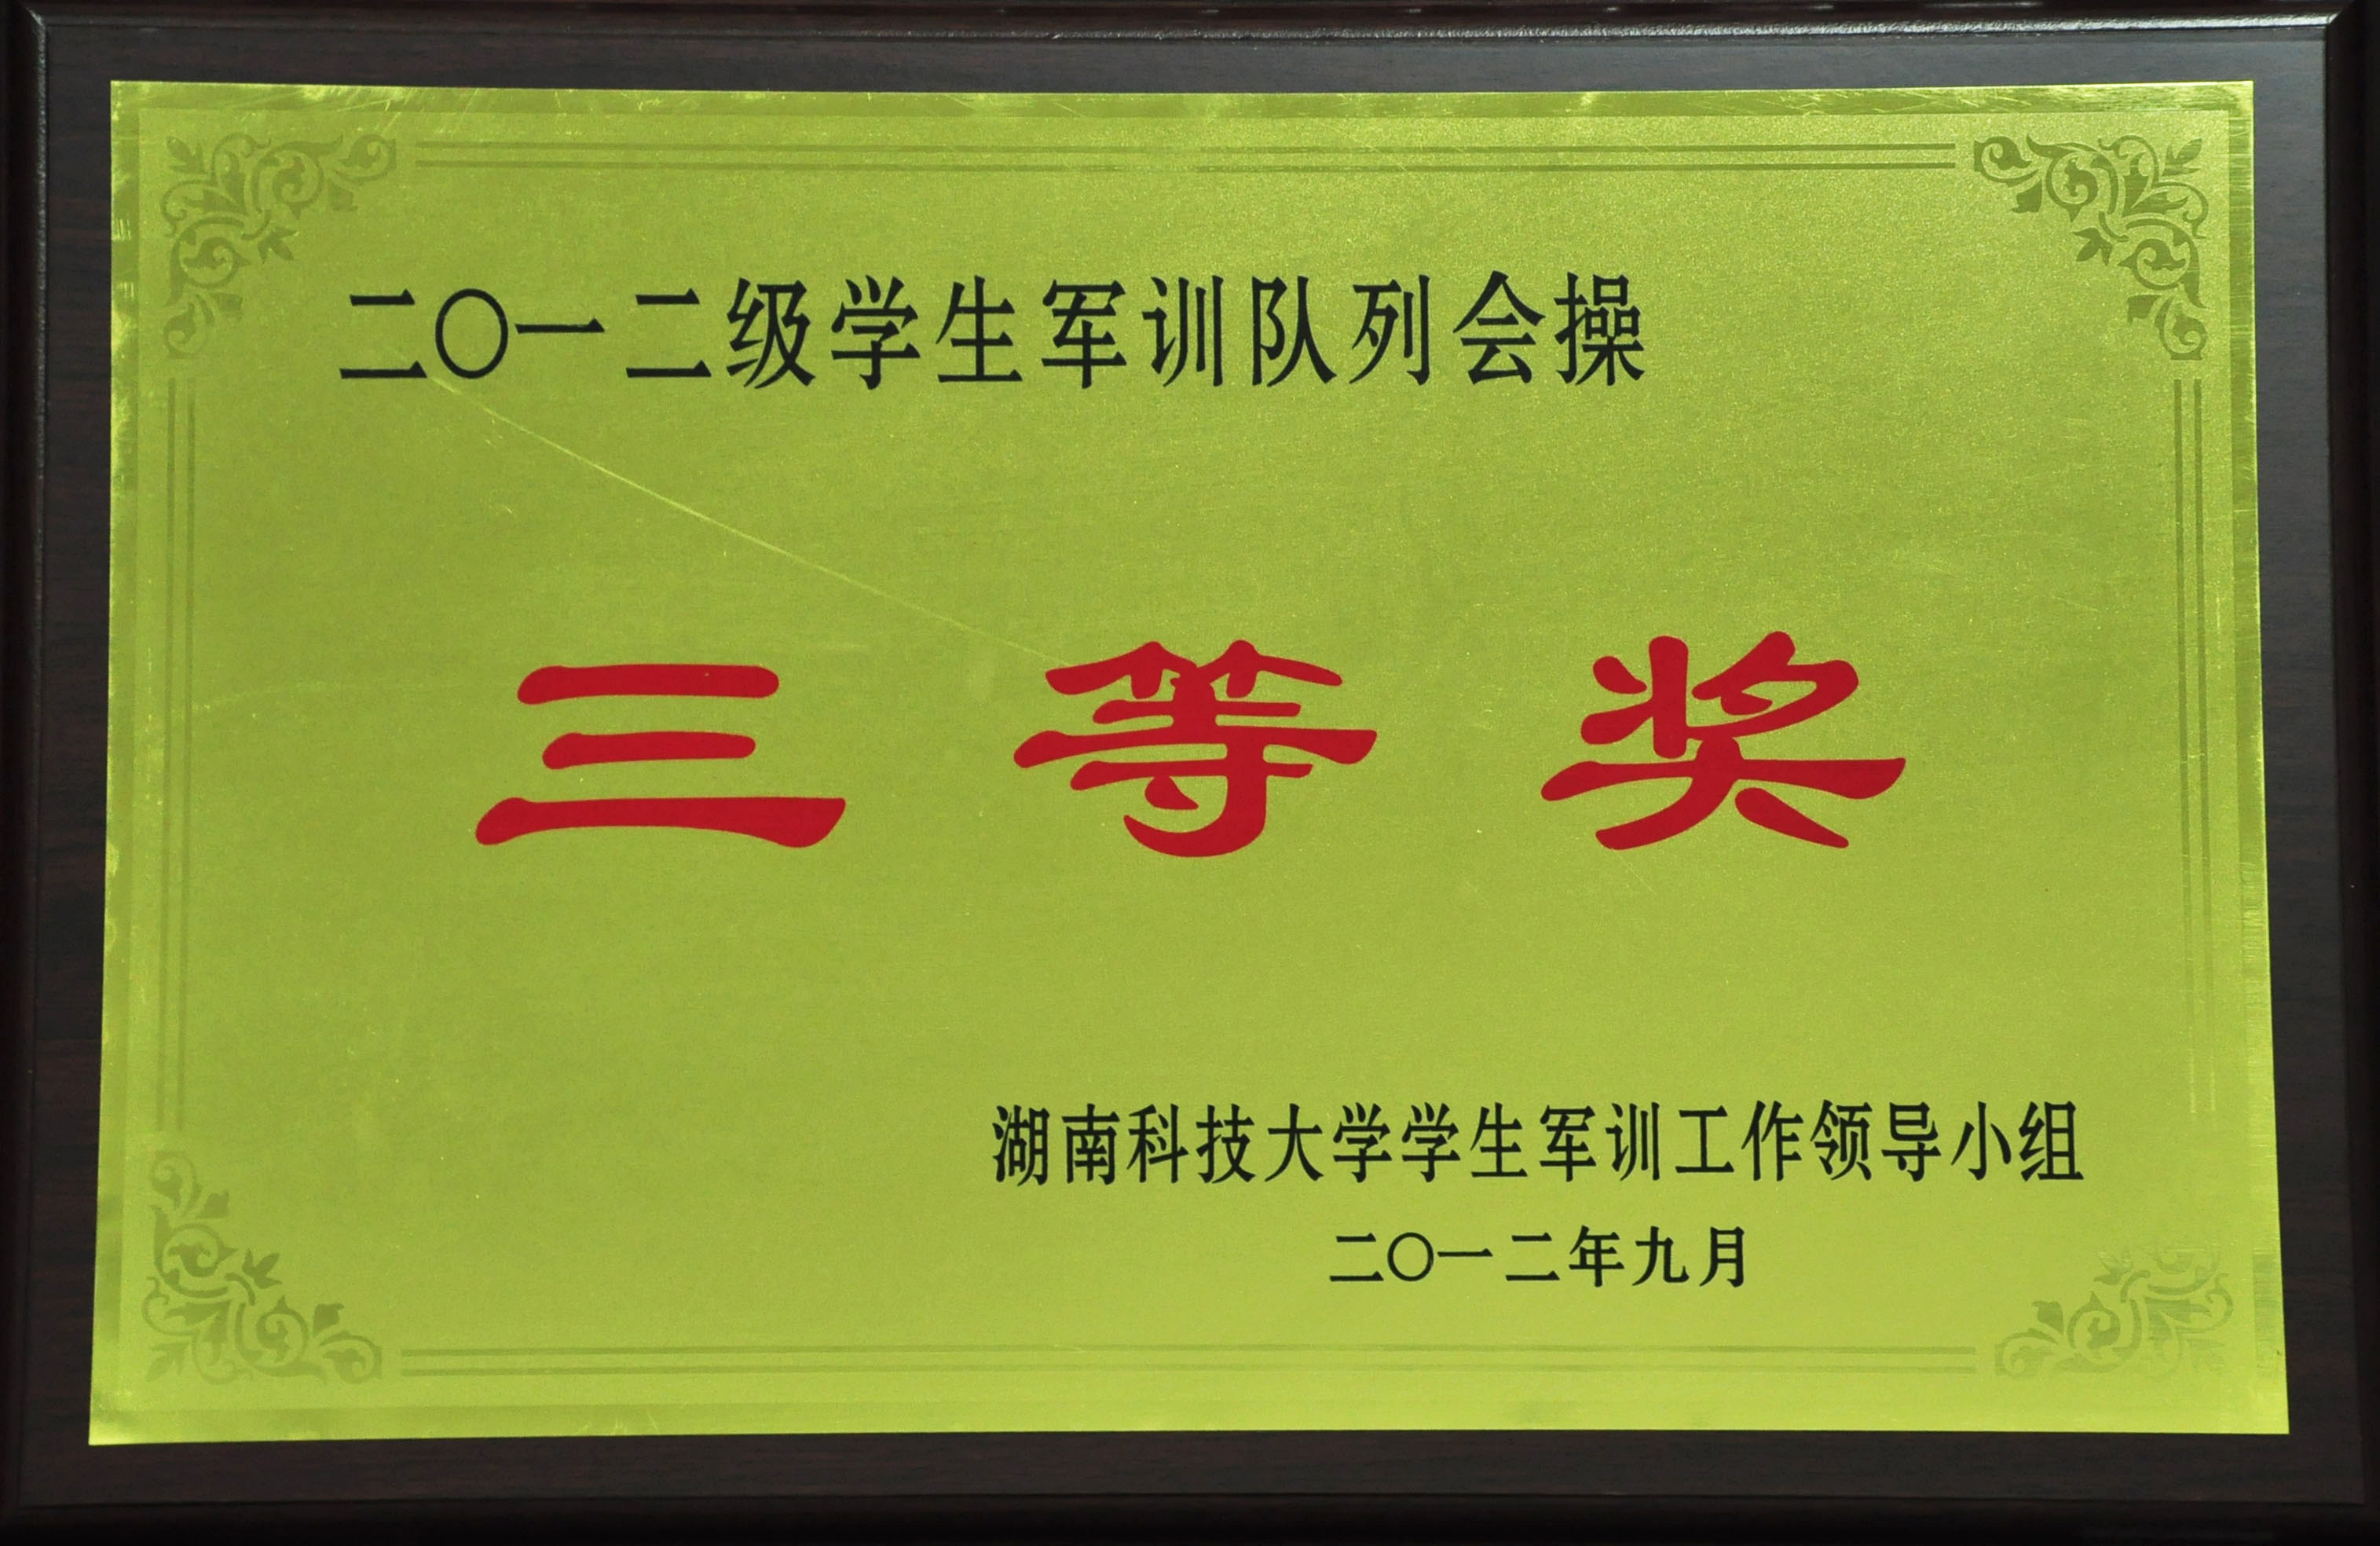 二〇一二级学生军训队列会操
三等奖
湖南科技大学学生军训工作领导小组
二〇一二年九月